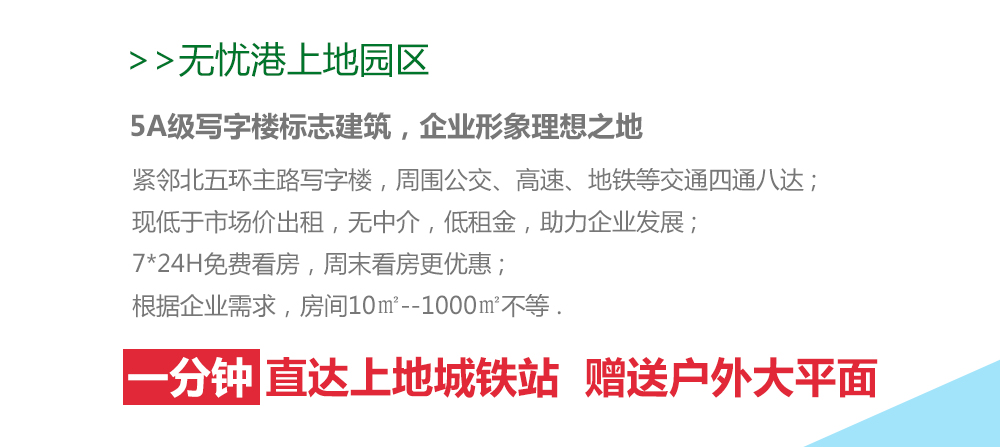 >>无忧港上地园区
5A级写字楼标志建筑，企业形象理想之地
紧邻北五环主路写字楼，周围公交、高速、地铁等交通四通八达；
现低于市场价出租，无中介，低租金，助力企业发展；
7*24H免费看房，周末看房更优惠；
根据企业需求，房间10㎡--1000㎡不等．
一分钟 直达上地城铁站 赠送户外大平面